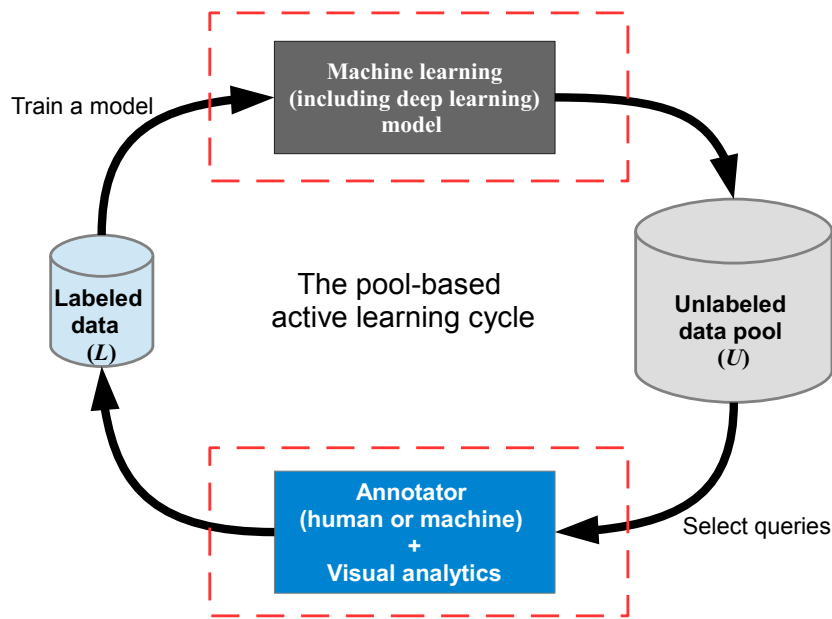 Machine learning
(including deep learning)
model
Train a model
Labeled
data
(L)
The pool-based
active learning cycle
Unlabeled
data pool
(U)
Annotator
(human or machine)
+
Visual analytics
Select queries